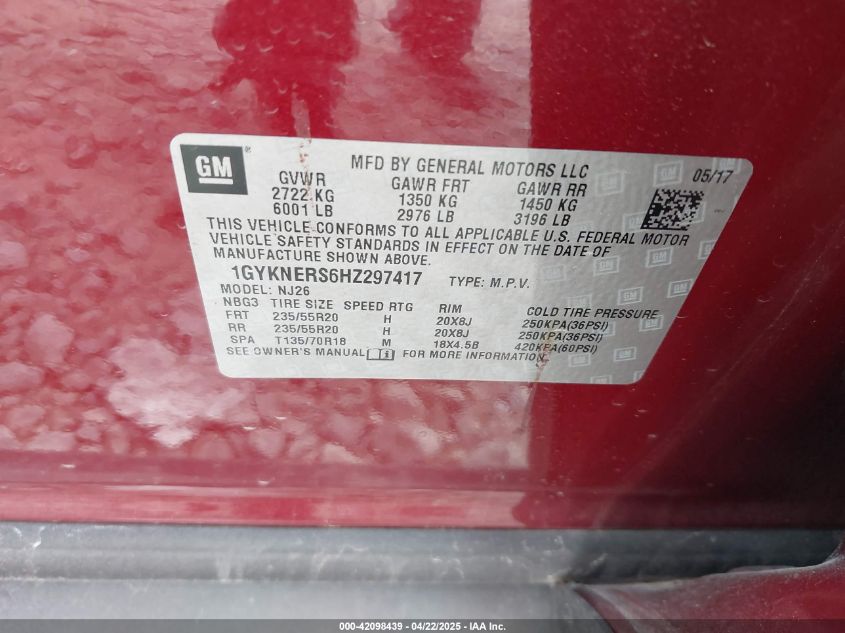 GM
®
MFD BY GENERAL MOTORS LLC
05/17
GVWR GAWR FRT GAWR RR
2722 KG 1350 KG 1450 KG
6001 LB 2976 LB 3196 LB
THIS VEHICLE CONFORMS TO ALL APPLICABLE U.S. FEDERAL MOTOR
VEHICLE SAFETY STANDARDS IN EFFECT ON THE DATE OF
MANUFACTURE SHOWN ABOVE.
1GYKNERS6HZ297417 TYPE: M.P.V.
MODEL: NJ26
NBG3 TIRE SIZE SPEED RTG RIM COLD TIRE PRESSURE
FRT 235/55R20 H 20X8J 250KPA(36PSI)
RR 235/55R20 H 20X8J 250KPA(36PSI)
SPA T135/70R18 M 18X4.5B 420KPA(60PSI)
SEE OWNER'S MANUAL FOR MORE INFORMATION.
000-42098439 - 04/22/2025 - IAA Inc.